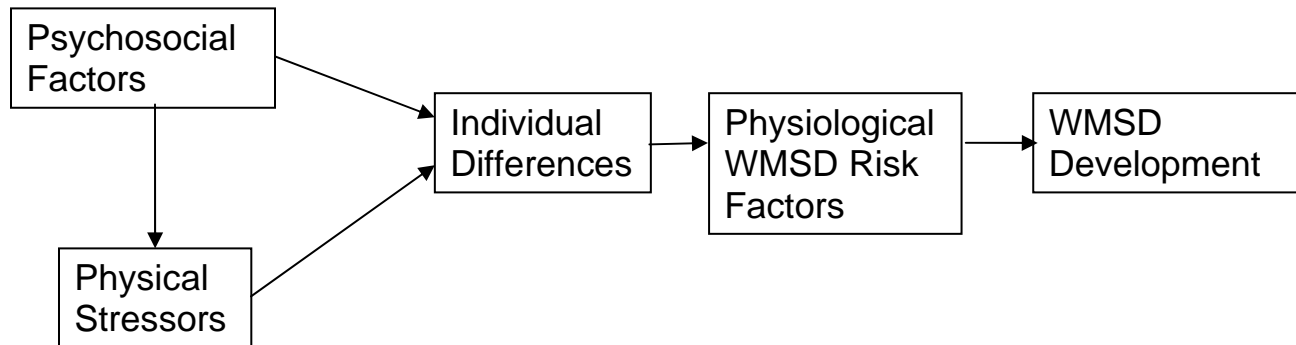 Psychosocial
Factors
Individual
Differences
Physiological
WMSD Risk
Factors
WMSD
Development
Physical
Stressors